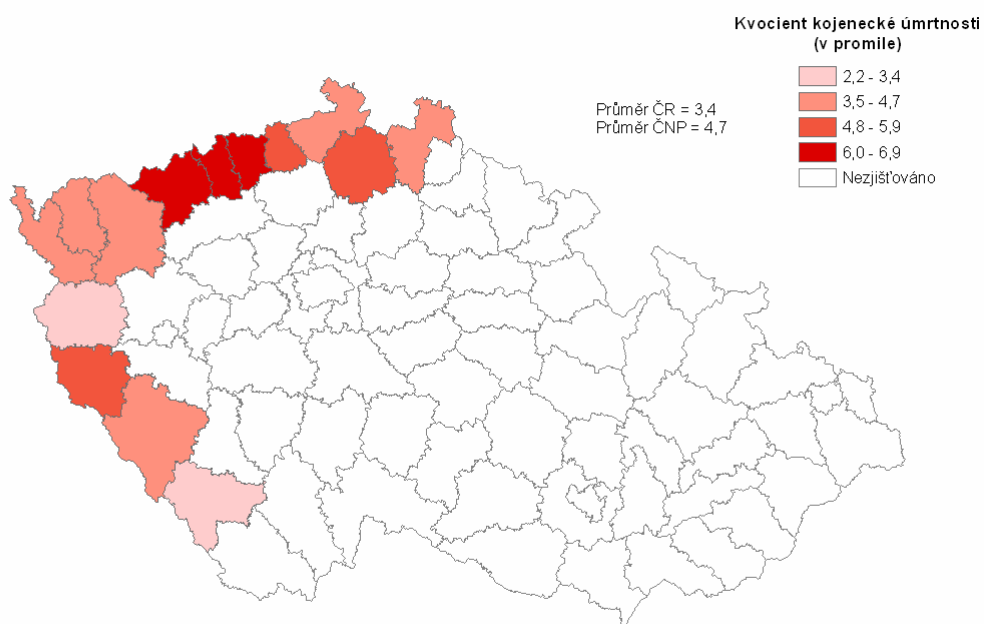 Kvocient kojenecké úmrtnosti
(v promile)
2,2 - 3,4
3,5 - 4,7
4,8 - 5,9
6,0 - 6,9
Nezjišťováno
Průměr ČR = 3,4
Průměr ČNP = 4,7